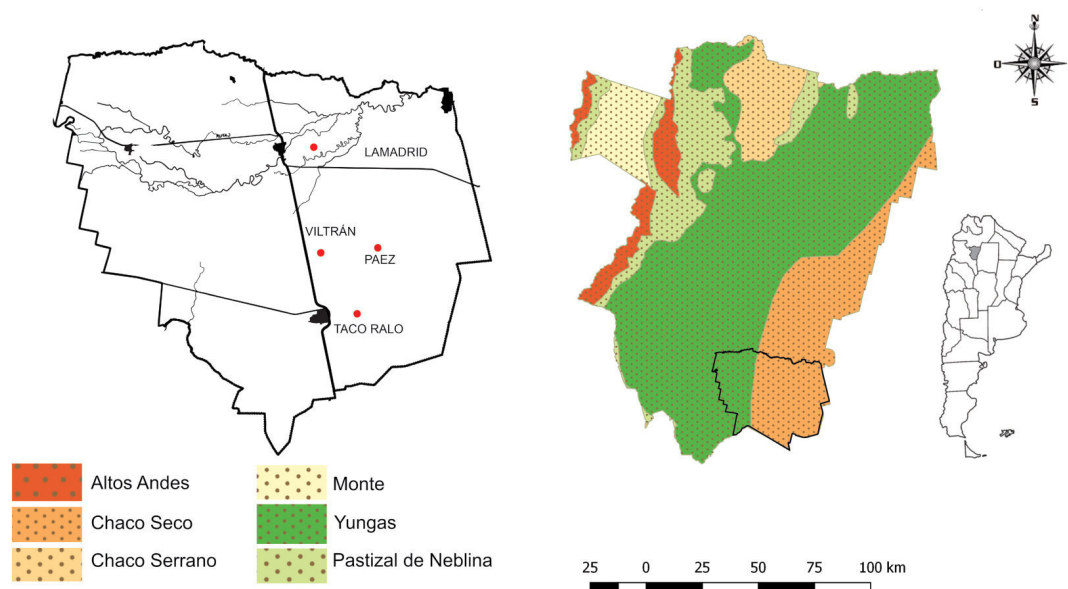 LAMADRID
VILTRÁN
PAEZ
TACO RALO
Altos Andes
Chaco Seco
Chaco Serrano
Monte
Yungas
Pastizal de Neblina
N
O
E
S
25 0 25 50 75 100 km